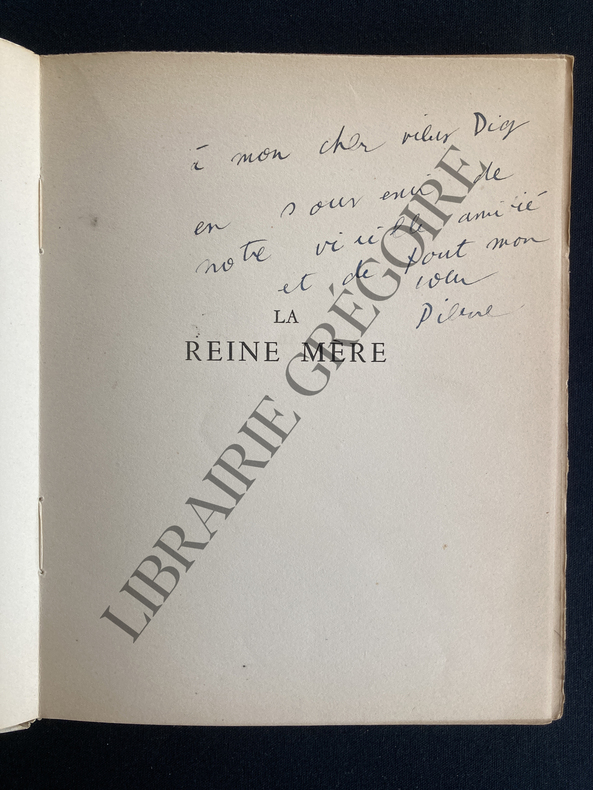 à mon cher vieux Dig
en souvenir de
notre vieille amitié
et de tout mon
cœur
Pierre
LA
REINE MÈRE
LIBRAIRIE GRÉGOIRE